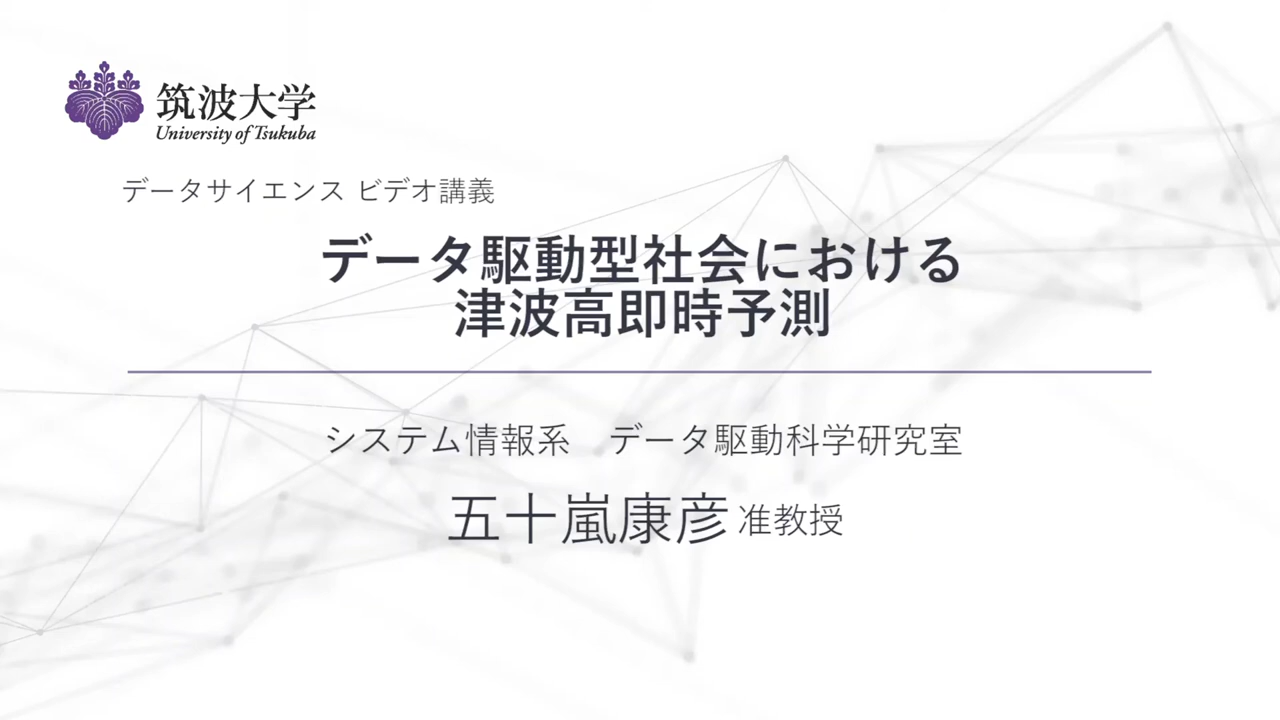 筑波大学
University of Tsukuba
データサイエンス ビデオ講義
データ駆動型社会における
津波高即時予測
システム情報系　データ駆動科学研究室
五十嵐康彦 准教授